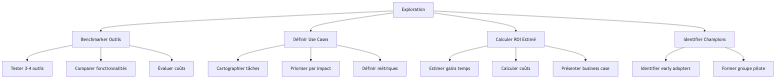 Exploration
Benchmarker Outils
Définir Use Cases
Calculer ROI Estimé
Identifier Champions
Tester 3-4 outils
Comparer fonctionnalités
Évaluer coûts
Cartographier tâches
Prioriser par impact
Définir métriques
Estimer gains temps
Calculer coûts
Présenter business case
Identifier early adopters
Former groupe pilote